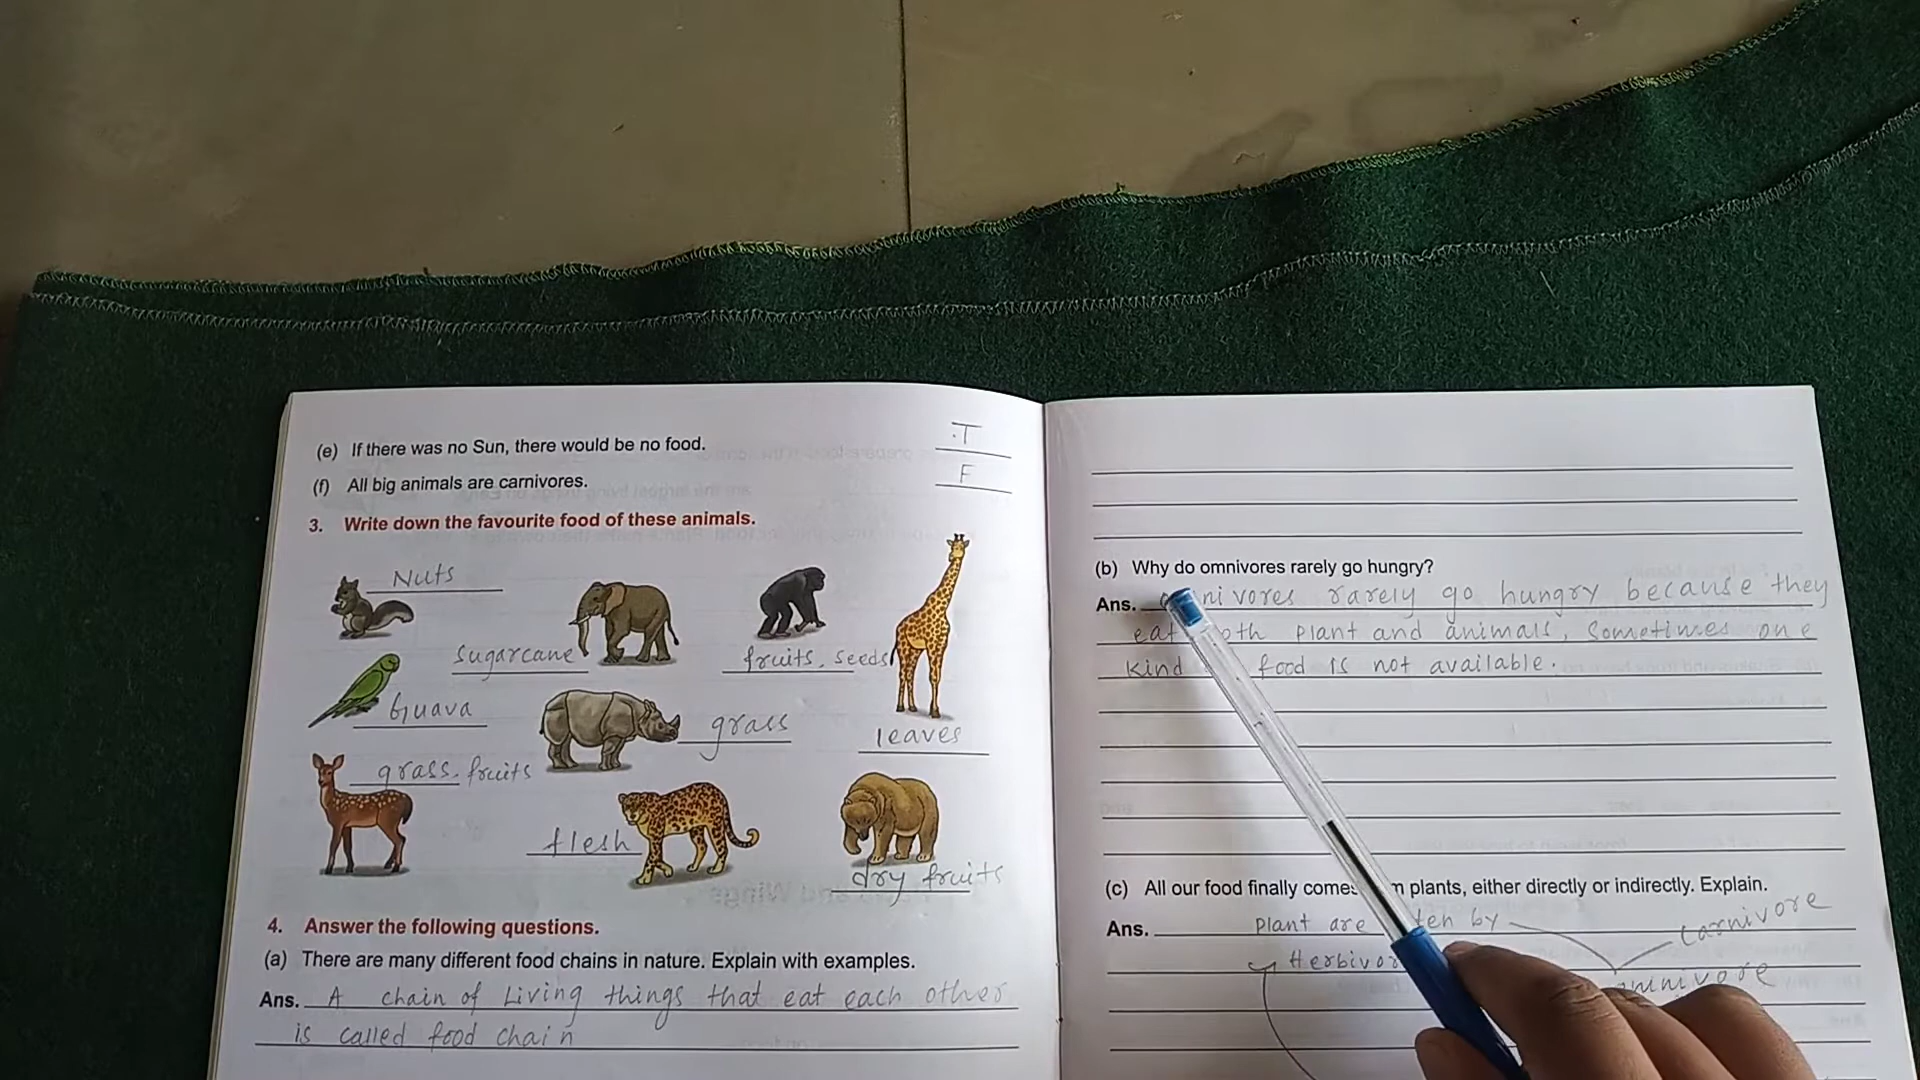 (e) If there was no Sun, there would be no food. T
(f) All big animals are carnivores. F
3. Write down the favourite food of these animals.
Nuts
Sugarcane
fruits, seeds
Guava
grass
leaves
grass, fruits
flesh
dry fruits
4. Answer the following questions.
(a) There are many different food chains in nature. Explain with examples.
Ans. A chain of Living things that eat each other
is called food chain
(b) Why do omnivores rarely go hungry?
Ans. rarely go hungry because they
eat plant and animals, Sometimes one
kind food is not available.
(c) All our food finally comes plants, either directly or indirectly. Explain.
Ans. Plant are by carnivore